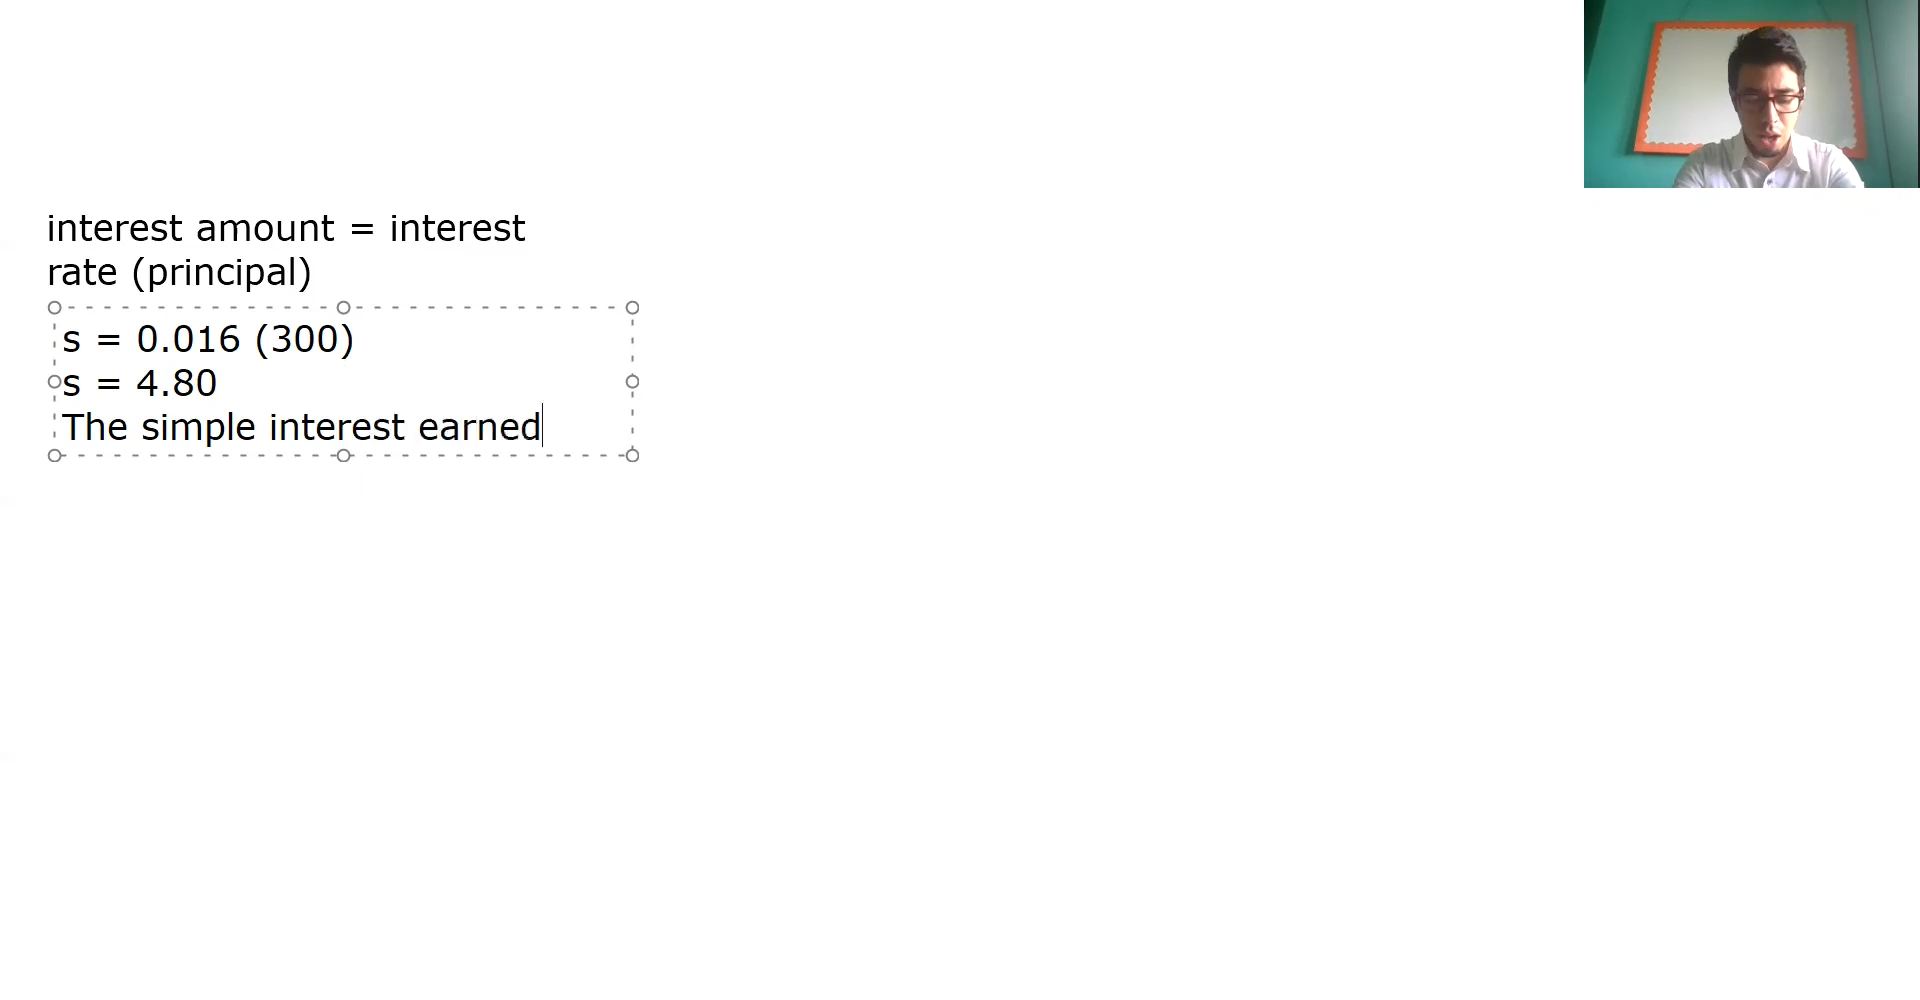 interest amount = interest
rate (principal)
s = 0.016 (300)
s = 4.80
The simple interest earned